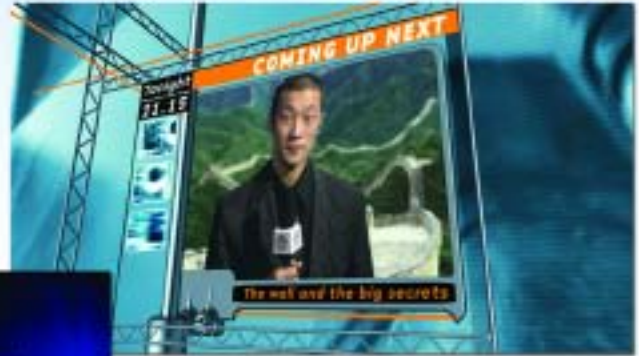 COMING UP NEXT
Tonight
21.15
The wall and the big secrets